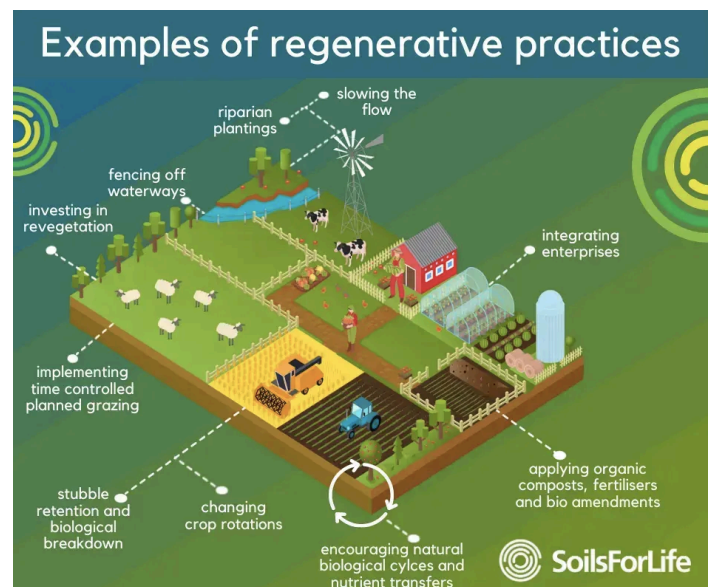 Examples of regenerative practices
slowing the
flow
riparian
plantings
fencing off
waterways
investing in
revegetation
integrating
enterprises
implementing
time controlled
planned grazing
stubble
retention and
biological
breakdown
changing
crop rotations
applying organic
composts, fertilisers
and bio amendments
encouraging natural
biological cylces and
nutrient transfers
SoilsForLife